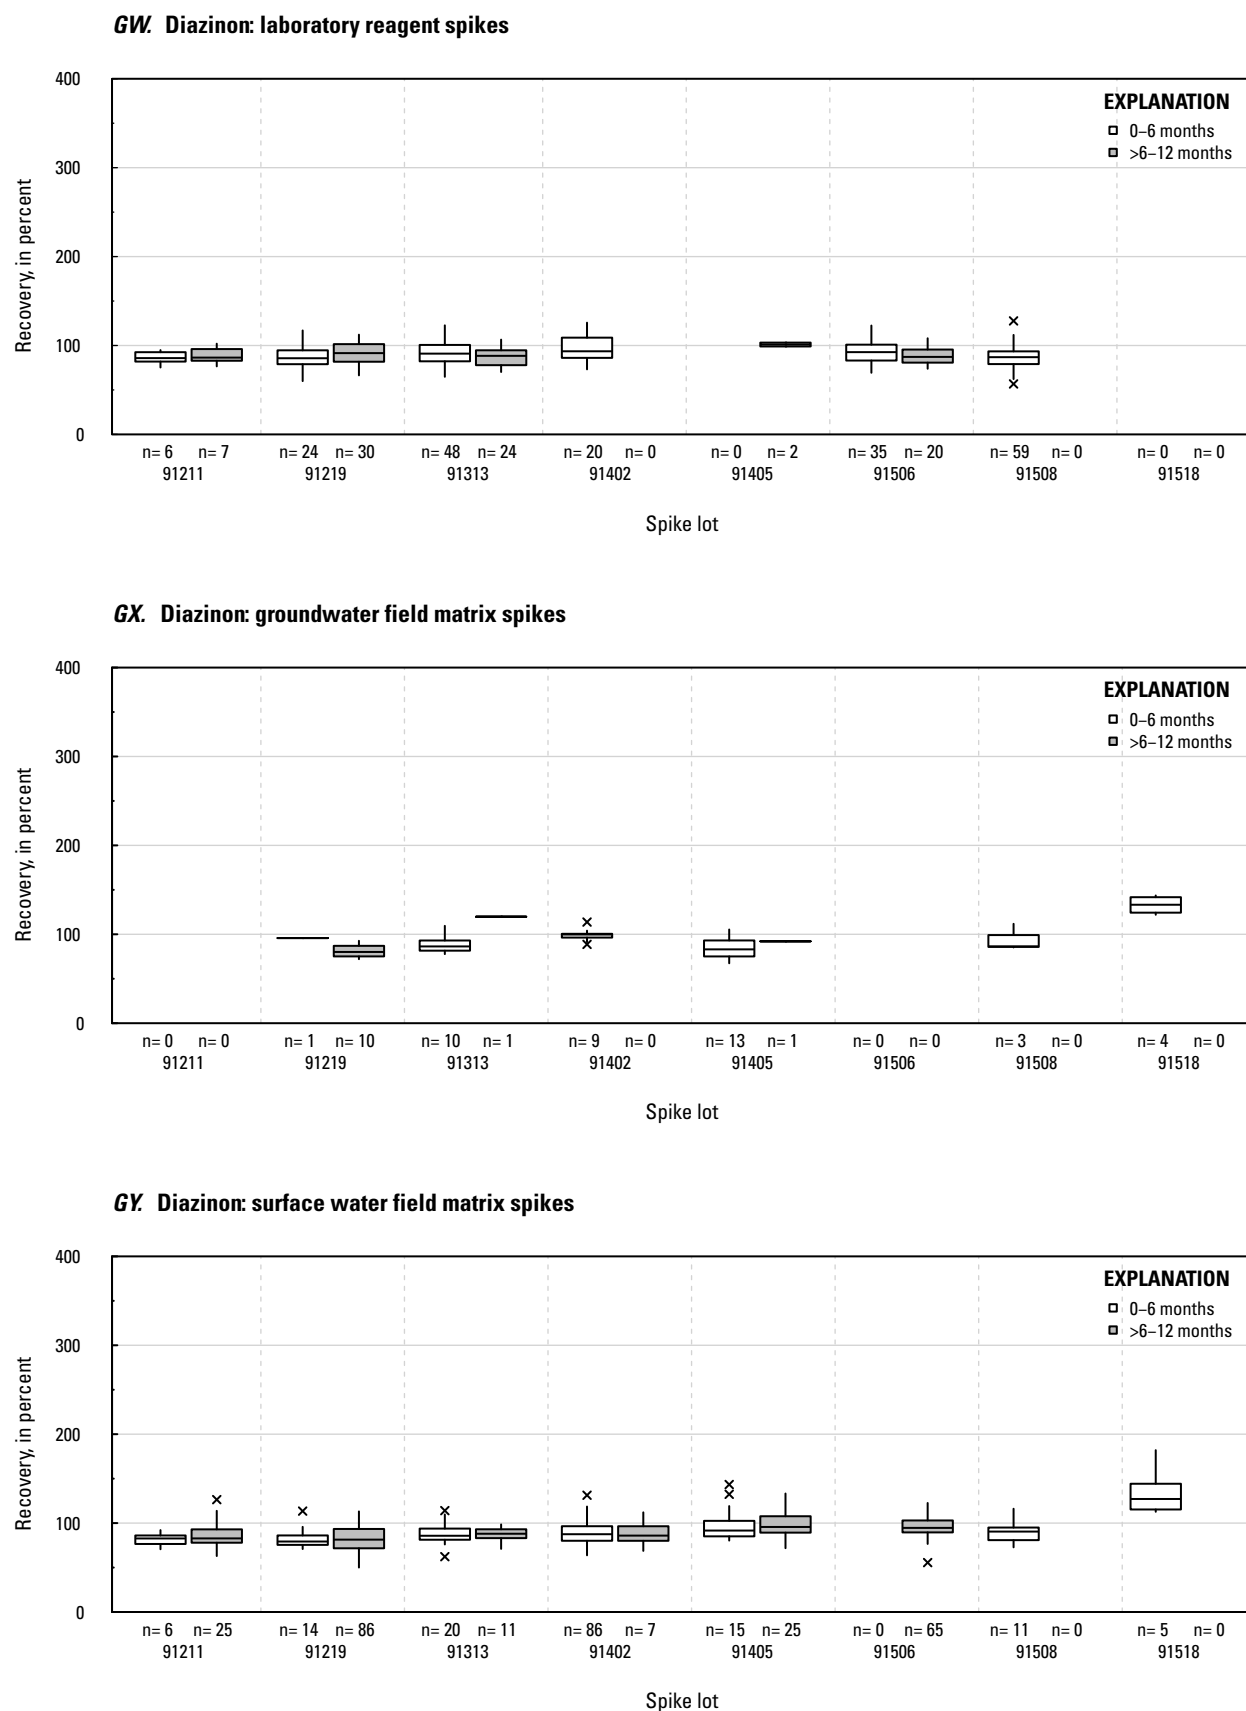 GW. Diazinon: laboratory reagent spikes
400
300
200
100
0
Recovery, in percent
EXPLANATION
0–6 months
>6–12 months
n= 6 n= 7 n= 24 n= 30 n= 48 n= 24 n= 20 n= 0 n= 0 n= 2 n= 35 n= 20 n= 59 n= 0 n= 0 n= 0
91211 91219 91313 91402 91405 91506 91508 91518
Spike lot
GX. Diazinon: groundwater field matrix spikes
400
300
200
100
0
Recovery, in percent
EXPLANATION
0–6 months
>6–12 months
n= 0 n= 0 n= 1 n= 10 n= 10 n= 1 n= 9 n= 0 n= 13 n= 1 n= 0 n= 0 n= 3 n= 0 n= 4 n= 0
91211 91219 91313 91402 91405 91506 91508 91518
Spike lot
GY. Diazinon: surface water field matrix spikes
400
300
200
100
0
Recovery, in percent
EXPLANATION
0–6 months
>6–12 months
n= 6 n= 25 n= 14 n= 86 n= 20 n= 11 n= 86 n= 7 n= 15 n= 25 n= 0 n= 65 n= 11 n= 0 n= 5 n= 0
91211 91219 91313 91402 91405 91506 91508 91518
Spike lot